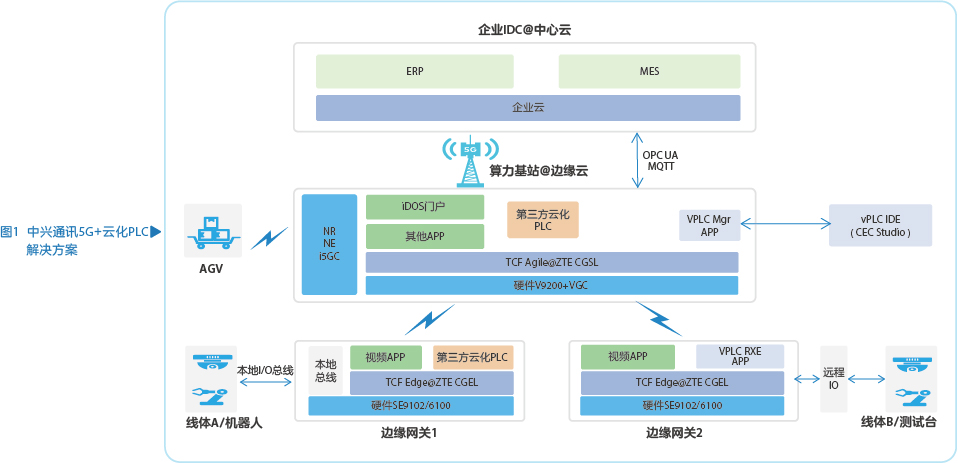 企业IDC@中心云
ERP
MES
企业云
5G
算力基站@边缘云
OPC UA
MQTT
图1 中兴通讯5G+云化PLC
解决方案
AGV
NR
NE
i5GC
iDOS门户
其他APP
第三方云化
PLC
VPLC Mgr
APP
TCF Agile@ZTE CGSL
硬件V9200+VGC
vPLC IDE
（CEC Studio）
线体A/机器人
本地I/O总线
本地
总线
视频APP
第三方云化PLC
TCF Edge@ZTE CGEL
硬件SE9102/6100
边缘网关1
视频APP
VPLC RXE
APP
TCF Edge@ZTE CGEL
硬件SE9102/6100
边缘网关2
远程
IO
线体B/测试台